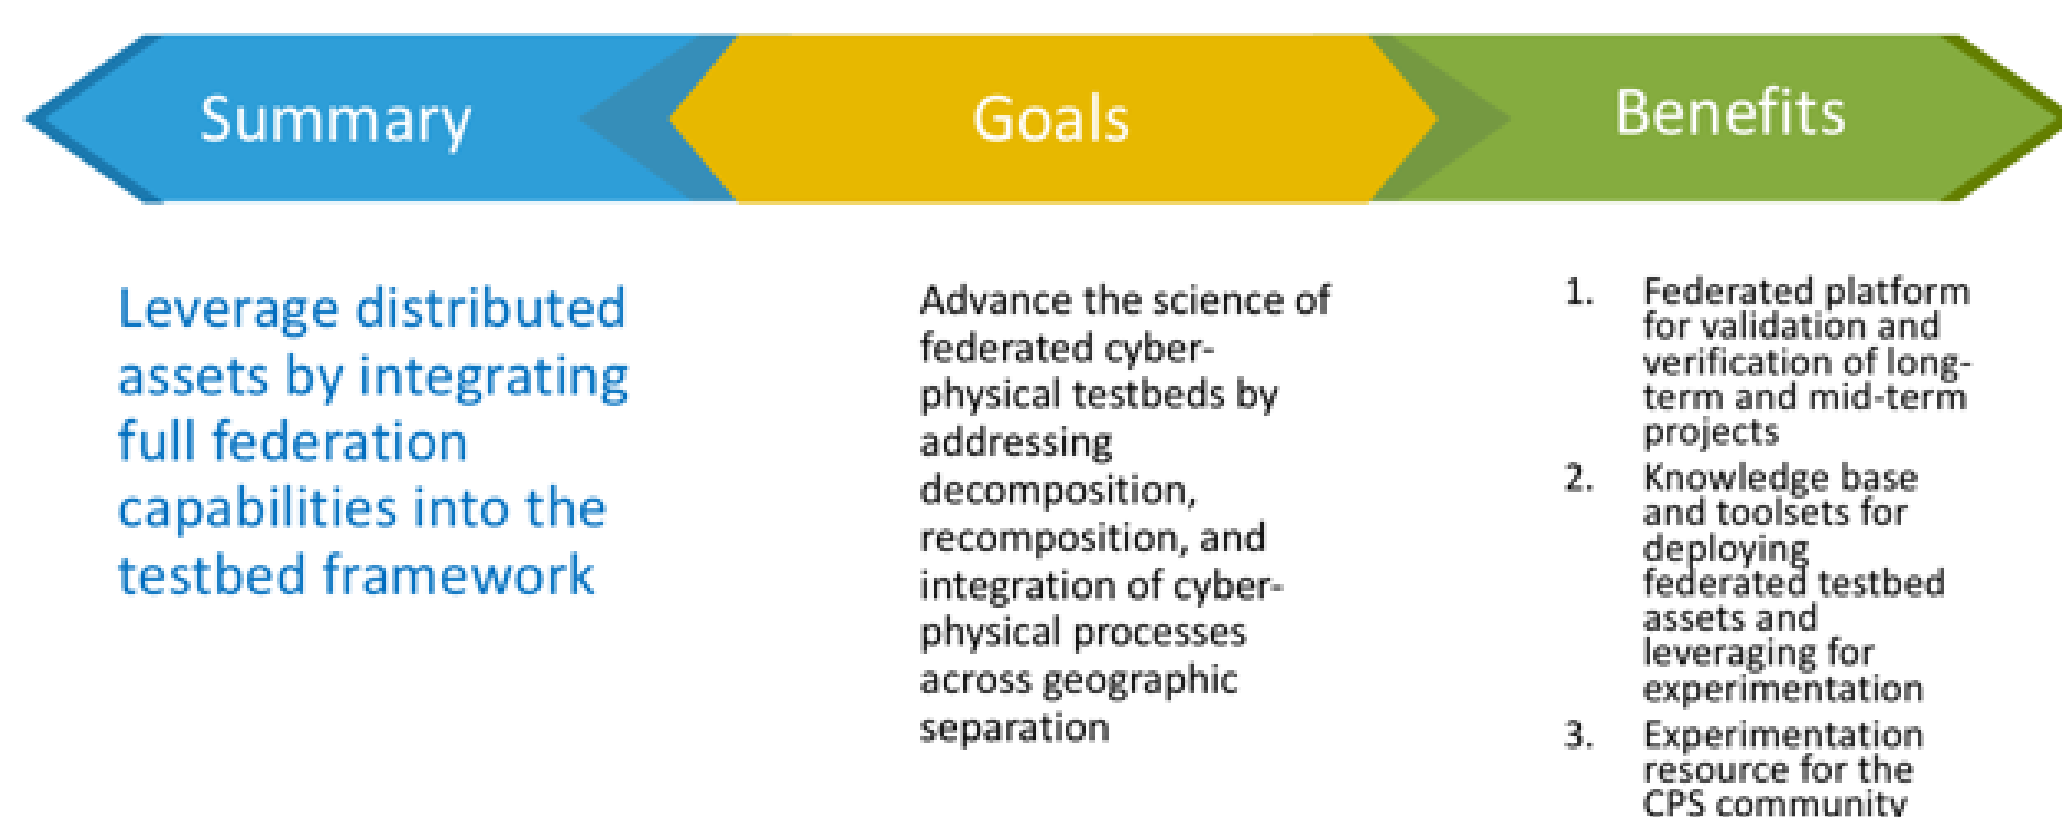 Summary
Goals
Benefits
Leverage distributed
assets by integrating
full federation
capabilities into the
testbed framework
Advance the science of
federated cyber-
physical testbeds by
addressing
decomposition,
recomposition, and
integration of cyber-
physical processes
across geographic
separation
1. Federated platform
for validation and
verification of long-
term and mid-term
projects
2. Knowledge base
and toolsets for
deploying
federated testbed
assets and
leveraging for
experimentation
3. Experimentation
resource for the
CPS community